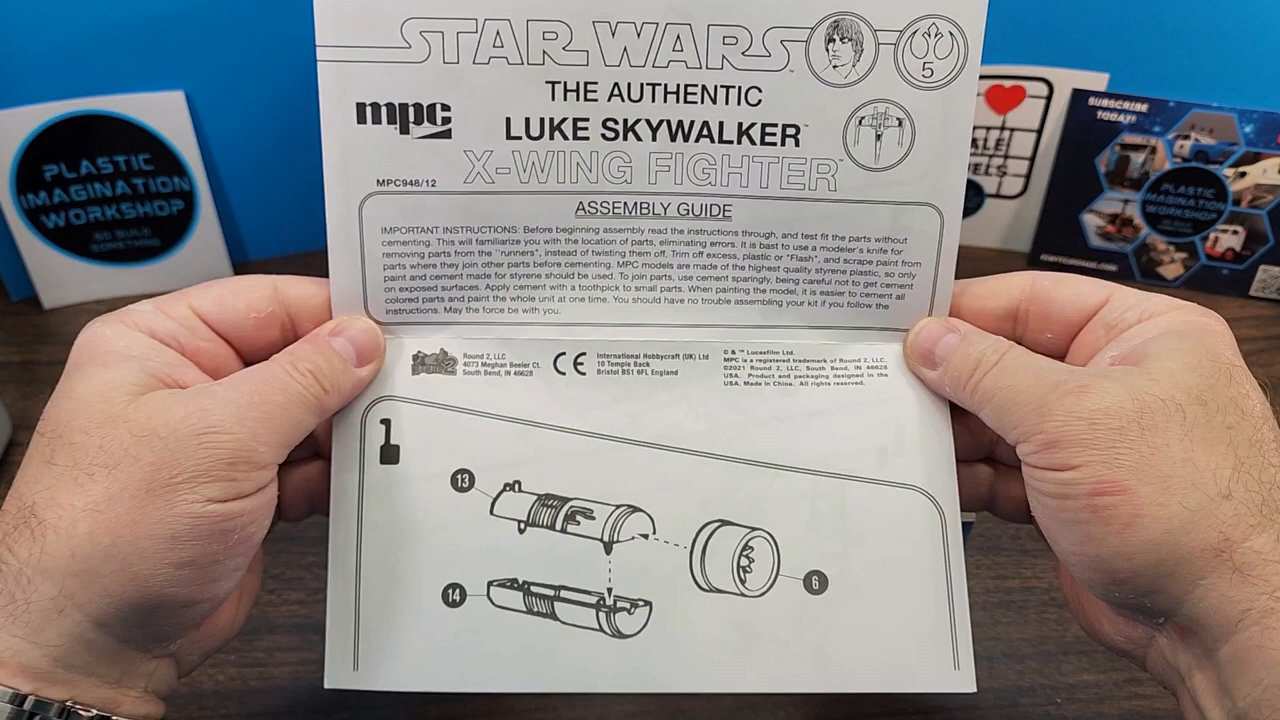 STAR WARS™
5
THE AUTHENTIC
mpc
LUKE SKYWALKER™
X-WING FIGHTER™
MPC948/12
ASSEMBLY GUIDE
IMPORTANT INSTRUCTIONS: Before beginning assembly read the instructions through, and test fit the parts without
cementing. This will familiarize you with the location of parts, eliminating errors. It is bast to use a modeler's knife for
removing parts from the "runners", instead of twisting them off. Trim off excess, plastic or "Flash", and scrape paint from
parts where they join other parts before cementing. MPC models are made of the highest quality styrene plastic, so only
paint and cement made for styrene should be used. To join parts, use cement sparingly, being careful not to get cement
on exposed surfaces. Apply cement with a toothpick to small parts. When painting the model, it is easier to cement all
colored parts and paint the whole unit at one time. You should have no trouble assembling your kit if you follow the
instructions. May the force be with you.
Round 2, LLC
4073 Meghan Beeler Ct.
South Bend, IN 46628
CE
International Hobbycraft (UK) Ltd
10 Temple Back
Bristol BS1 6FL England
© & ™ Lucasfilm Ltd.
MPC is a registered trademark of Round 2, LLC.
©2021 Round 2, LLC, South Bend, IN 46628
USA. Product and packaging designed in the
USA. Made in China. All rights reserved.
1
13
14
6
PLASTIC
IMAGINATION
WORKSHOP
GO BUILD
SOMETHING
SUBSCRIBE
TODAY!
PLASTIC
IMAGINATION
WORKSHOP